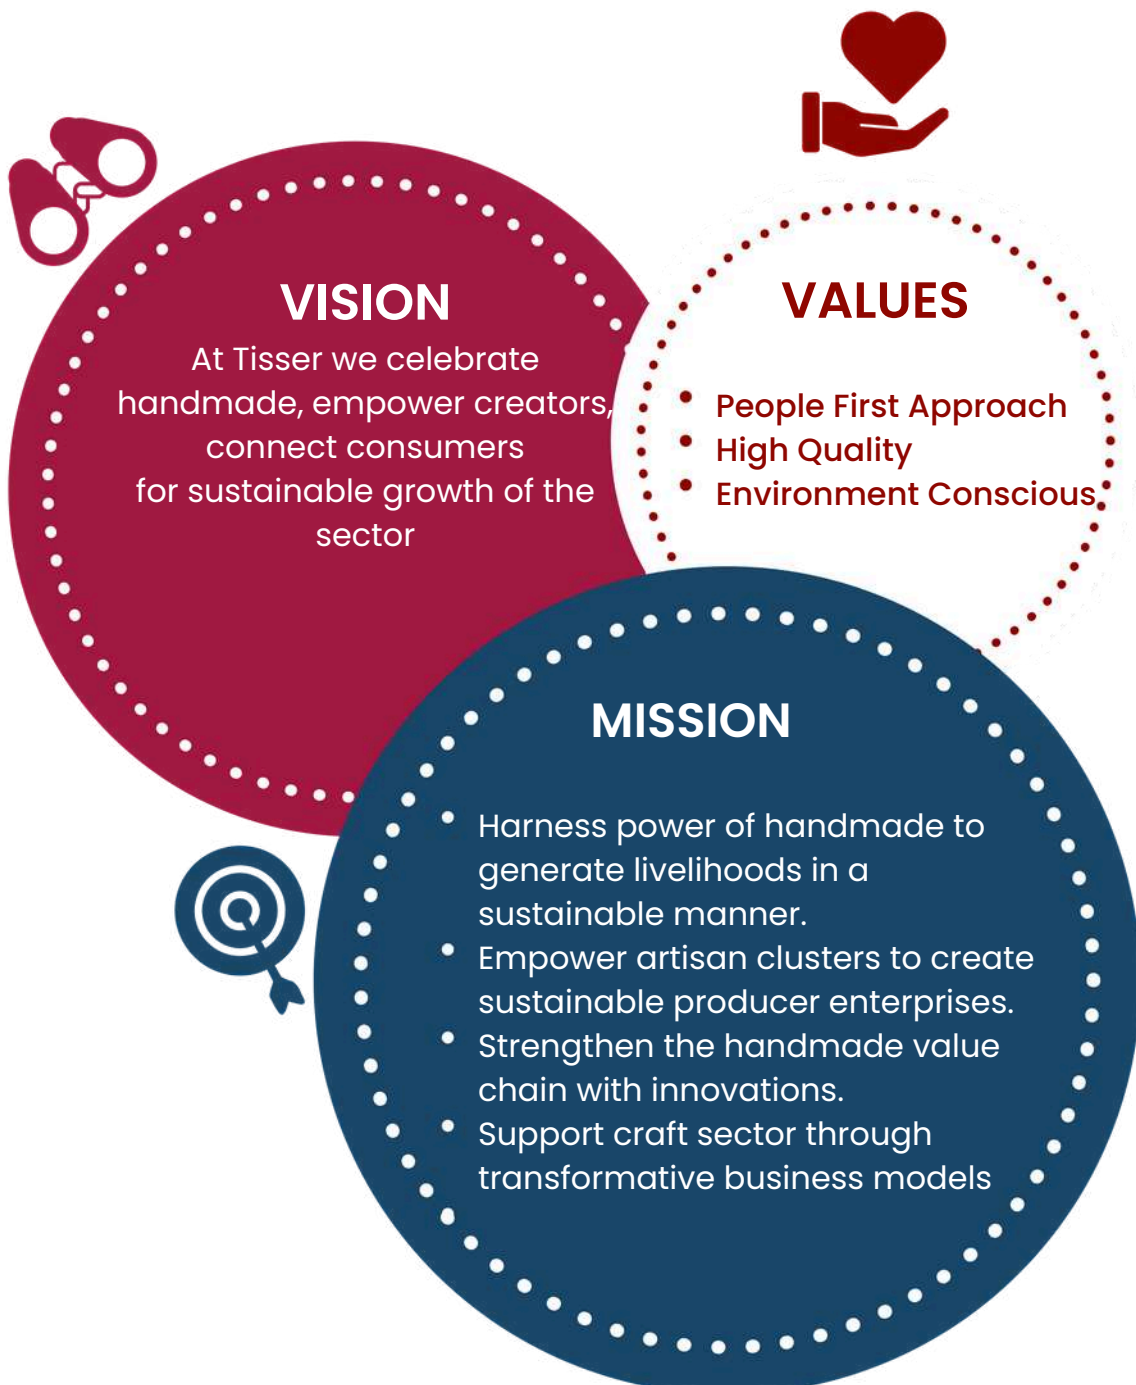 VISION
At Tisser we celebrate
handmade, empower creators,
connect consumers
for sustainable growth of the
sector
VALUES
• People First Approach
• High Quality
• Environment Conscious
MISSION
• Harness power of handmade to
generate livelihoods in a
sustainable manner.
• Empower artisan clusters to create
sustainable producer enterprises.
• Strengthen the handmade value
chain with innovations.
• Support craft sector through
transformative business models